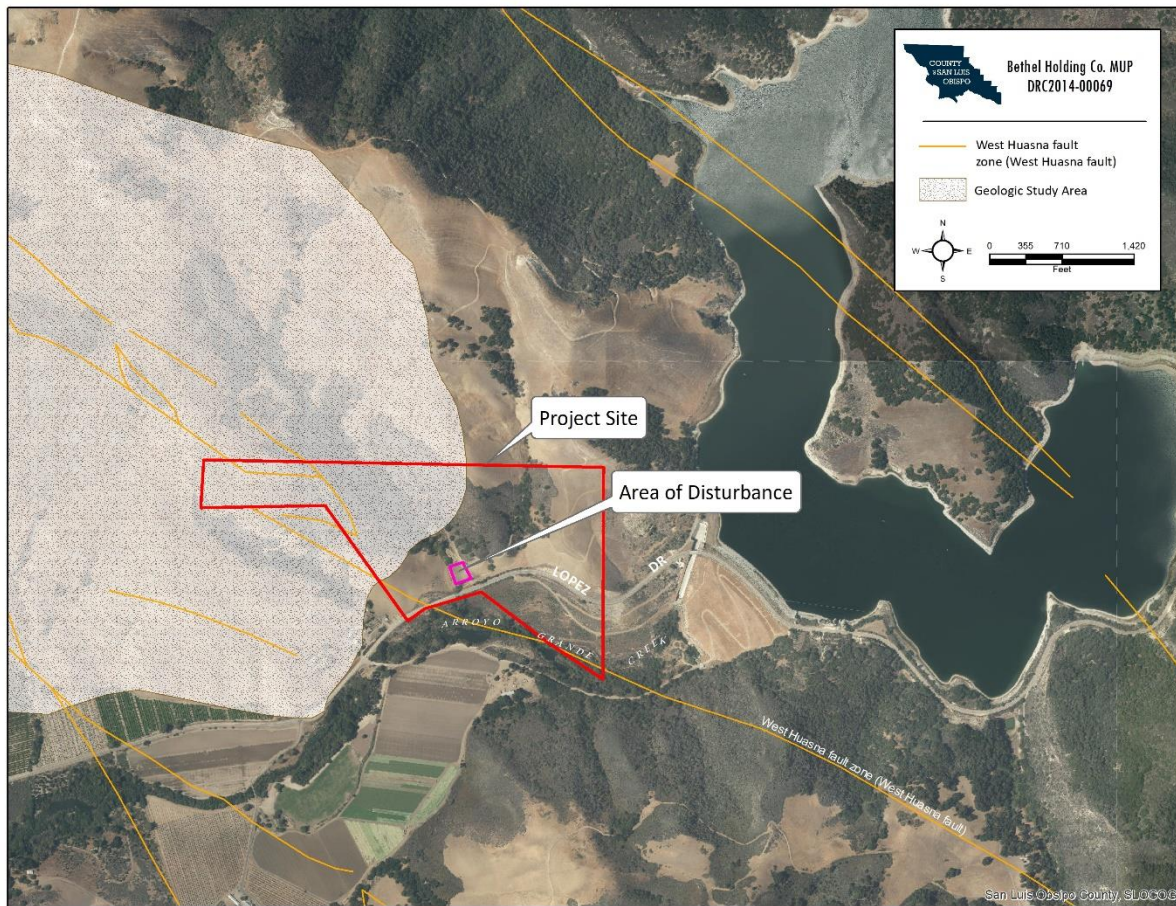 COUNTY
OF SAN LUIS
OBISPO
Bethel Holding Co. MUP
DRC2014-00069
West Huasna fault
zone (West Huasna fault)
Geologic Study Area
N
W
E
S
0 355 710 1,420
Feet
Project Site
Area of Disturbance
LOPEZ DR
ARROYO GRANDE CREEK
West Huasna fault zone (West Huasna fault)
San Luis Obispo County, SLOCOG